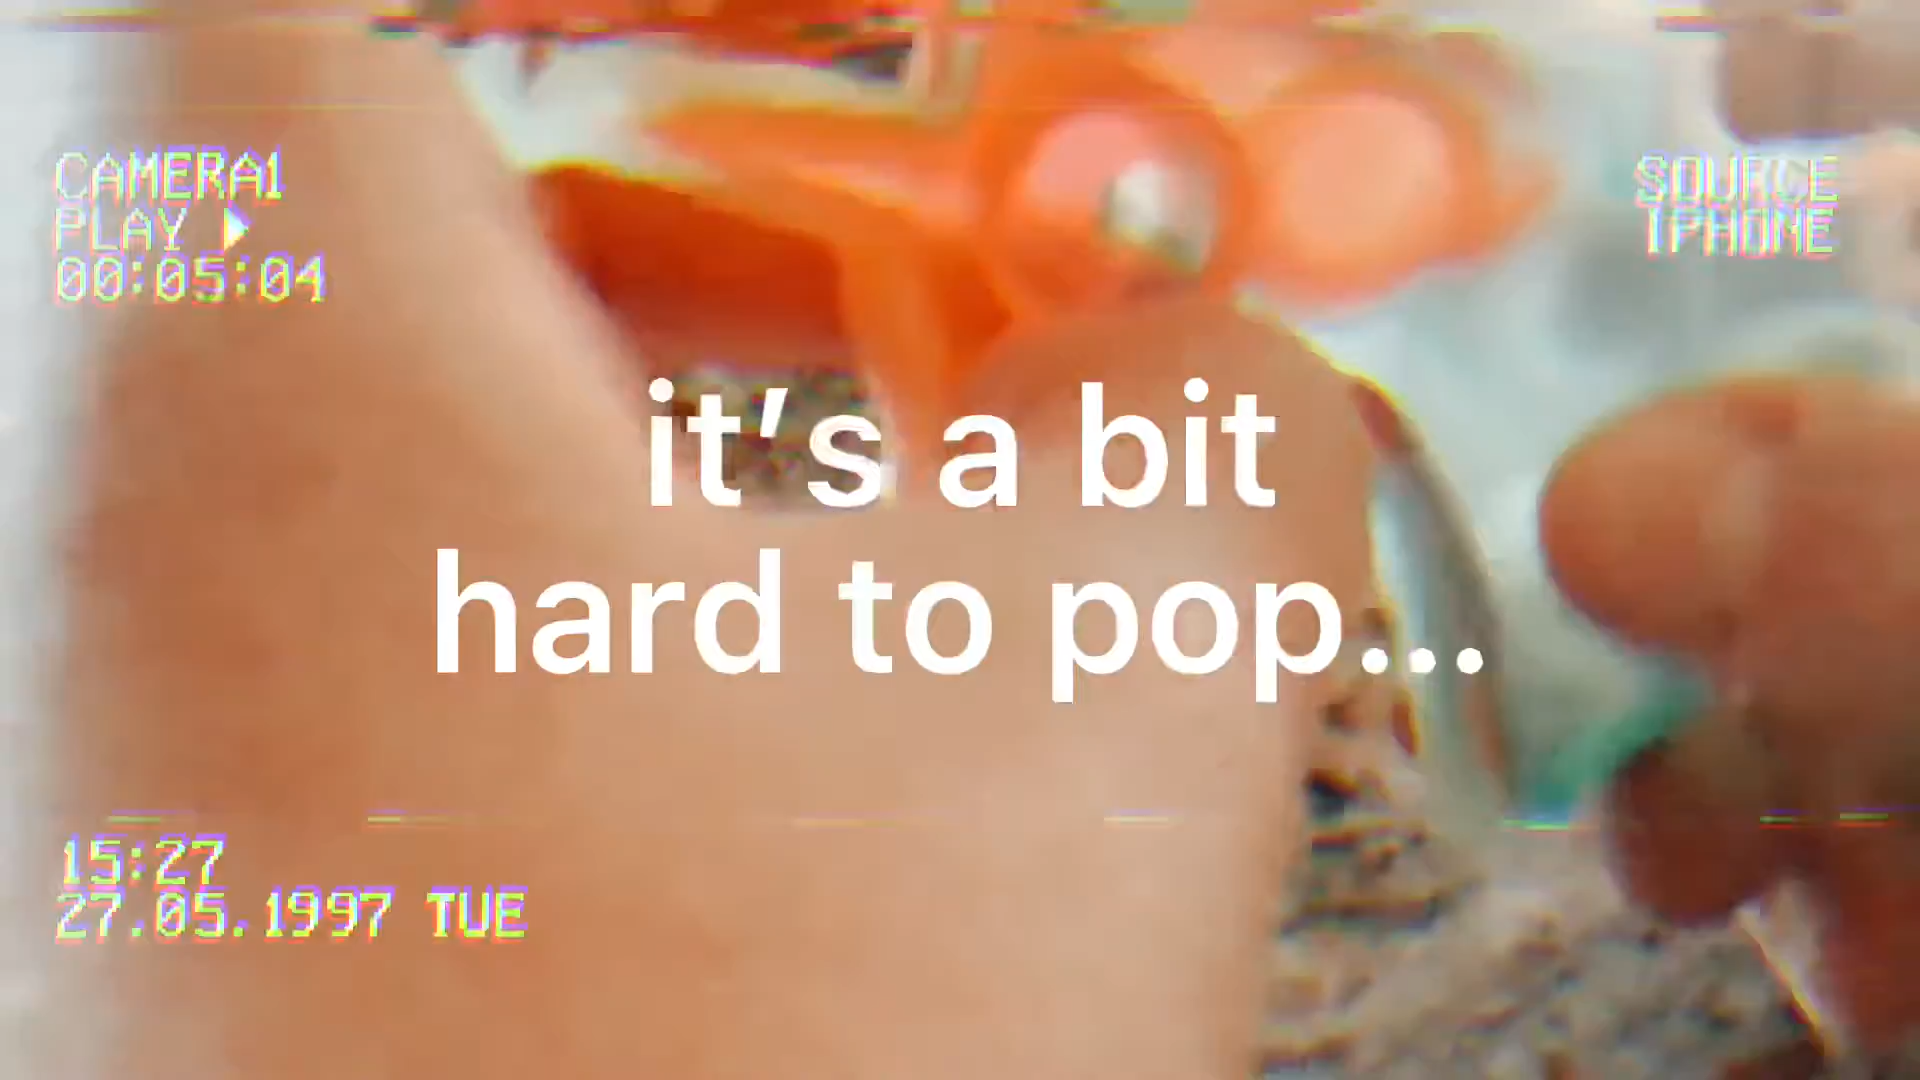 CAMERA1
PLAY
00:05:04
SOURCE
IPHONE
it's a bit
hard to pop...
15:27
27.05.1997 TUE